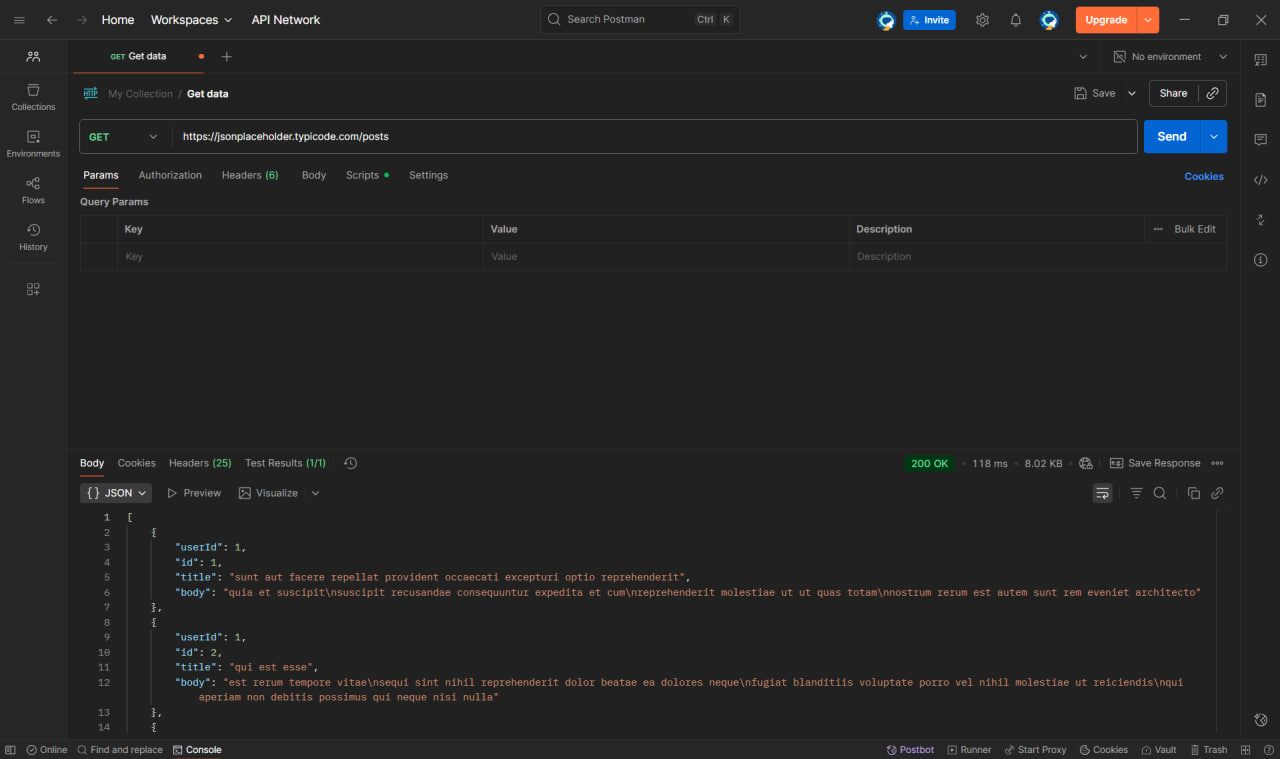 Home Workspaces API Network Search Postman Ctrl K Invite Upgrade
GET Get data No environment
HTTP My Collection / Get data Save Share
GET https://jsonplaceholder.typicode.com/posts Send
Params Authorization Headers (6) Body Scripts Settings Cookies
Query Params
Key Value Description Bulk Edit
Key Value Description
Collections
Environments
Flows
History
Body Cookies Headers (25) Test Results (1/1) 200 OK 118 ms 8.02 KB e.g. Save Response
{} JSON Preview Visualize
1 [
2 {
3 "userId": 1,
4 "id": 1,
5 "title": "sunt aut facere repellat provident occaecati excepturi optio reprehenderit",
6 "body": "quia et suscipit\nsuscipit recusandae consequuntur expedita et cum\nreprehenderit molestiae ut ut quas totam\nnostrum rerum est autem sunt rem eveniet architecto"
7 },
8 {
9 "userId": 1,
10 "id": 2,
11 "title": "qui est esse",
12 "body": "est rerum tempore vitae\nsequi sint nihil reprehenderit dolor beatae ea dolores neque\nfugiat blanditiis voluptate porro vel nihil molestiae ut reiciendis\nqui
aperiam non debitis possimus qui neque nisi nulla"
13 },
14 {
Online Find and replace Console Postbot Runner Start Proxy Cookies Vault Trash